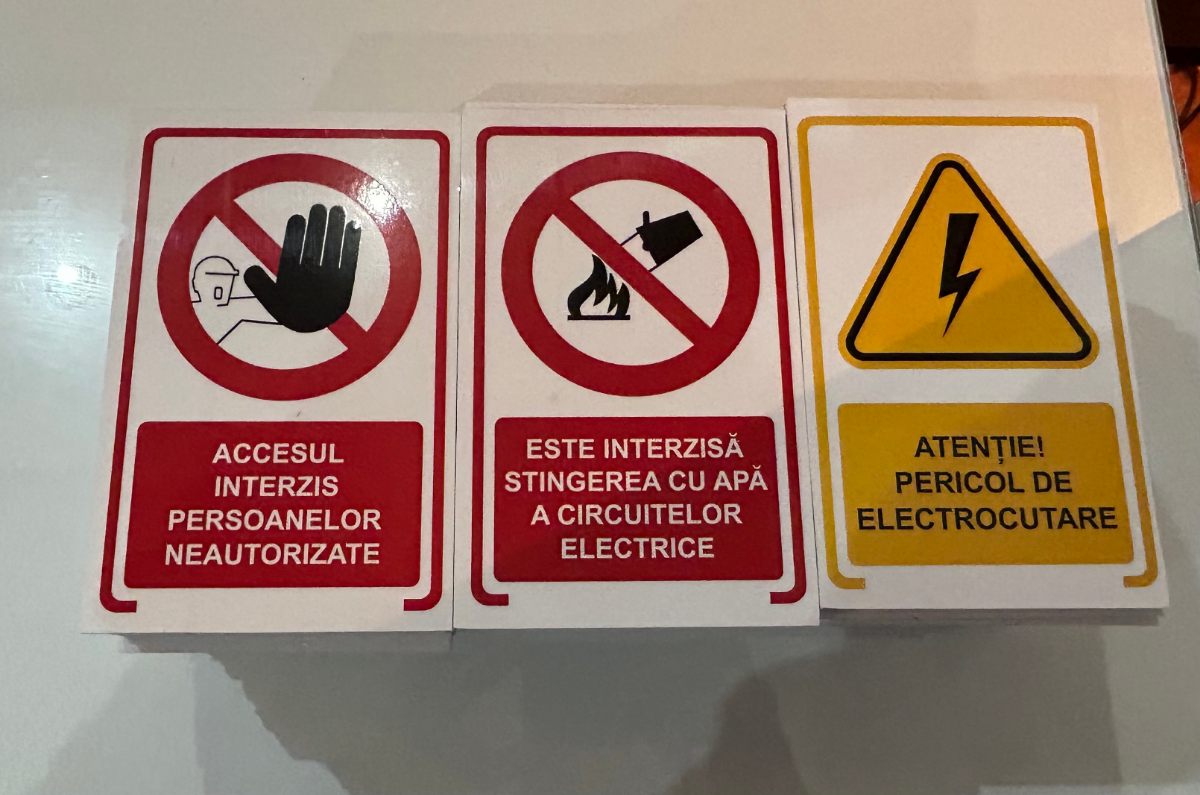 ACCESUL
INTERZIS
PERSOANELOR
NEAUTORIZATE
ESTE INTERZISĂ
STINGEREA CU APĂ
A CIRCUITELOR
ELECTRICE
ATENȚIE!
PERICOL DE
ELECTROCUTARE